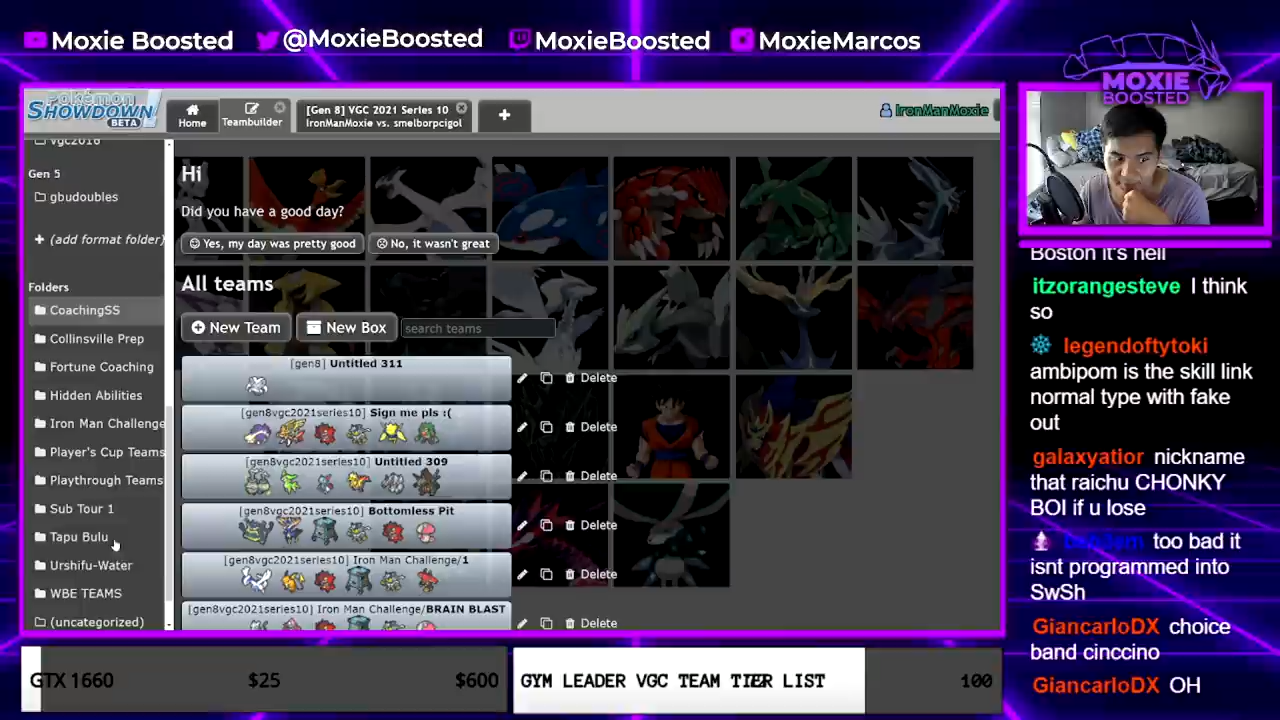 Moxie Boosted
@MoxieBoosted
MoxieBoosted
MoxieMarcos
MOXIE
BOOSTED
Pokémon
SHOWDOWN
BETA
Home
Teambuilder
[Gen 8] VGC 2021 Series 10
IronManMoxie vs. smelborpcigol
+
IronManMoxie
vgc2016
Gen 5
gbudoubles
+ (add format folder)
Folders
CoachingSS
Collinsville Prep
Fortune Coaching
Hidden Abilities
Iron Man Challenge
Player's Cup Teams
Playthrough Teams
Sub Tour 1
Tapu Bulu
Urshifu-Water
WBE TEAMS
(uncategorized)
Hi
Did you have a good day?
Yes, my day was pretty good
No, it wasn't great
All teams
New Team
New Box
search teams
[gen8] Untitled 311
Delete
[gen8vgc2021series10] Sign me pls :(
Delete
[gen8vgc2021series10] Untitled 309
Delete
[gen8vgc2021series10] Bottomless Pit
Delete
[gen8vgc2021series10] Iron Man Challenge/1
Delete
[gen8vgc2021series10] Iron Man Challenge/BRAIN BLAST
Delete
Boston it's hell
itzorangesteve I think
so
legendoftytoki
ambipom is the skill link
normal type with fake
out
galaxyatior nickname
that raichu CHONKY
BOI if u lose
too bad it
isnt programmed into
SwSh
GiancarloDX choice
band cinccino
GiancarloDX OH
GTX 1660
$25
$600
GYM LEADER VGC TEAM TIER LIST
100